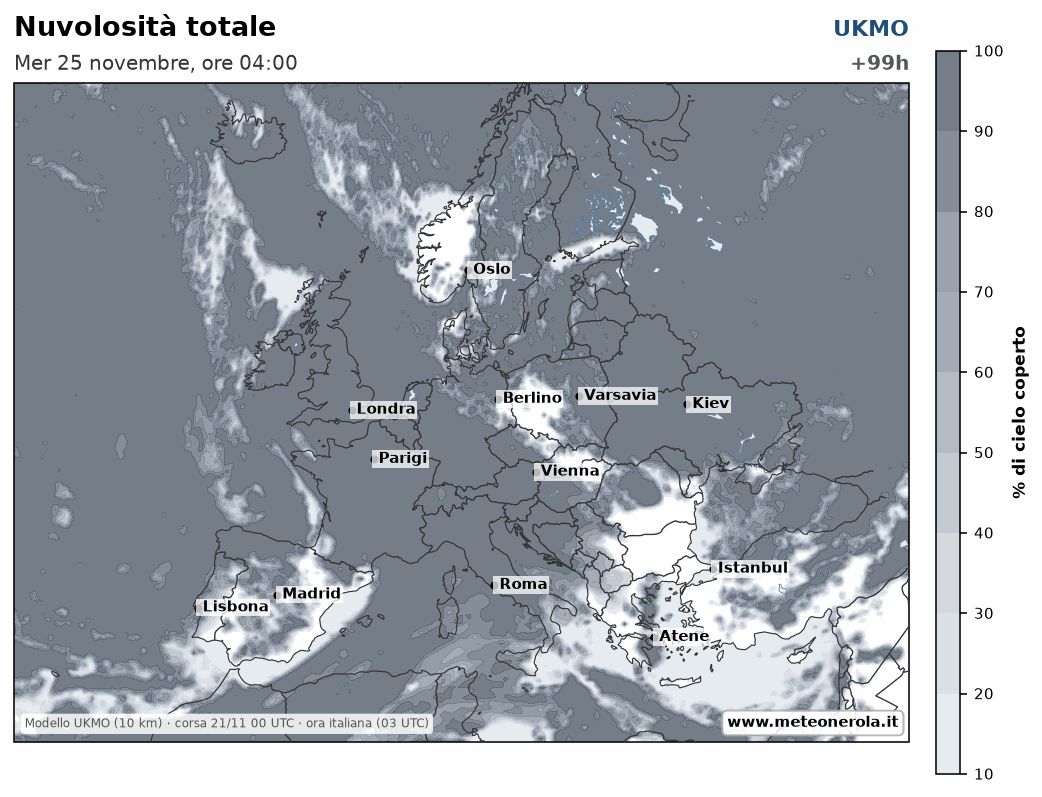 Nuvolosità totale
UKMO
Mer 25 novembre, ore 04:00
+99h
100
90
80
70
60
50
40
30
20
10
% di cielo coperto
Oslo
Londra
Berlino
Varsavia
Kiev
Parigi
Vienna
Istanbul
Roma
Madrid
Lisbona
Atene
Modello UKMO (10 km) · corsa 21/11 00 UTC · ora italiana (03 UTC)
www.meteonerola.it